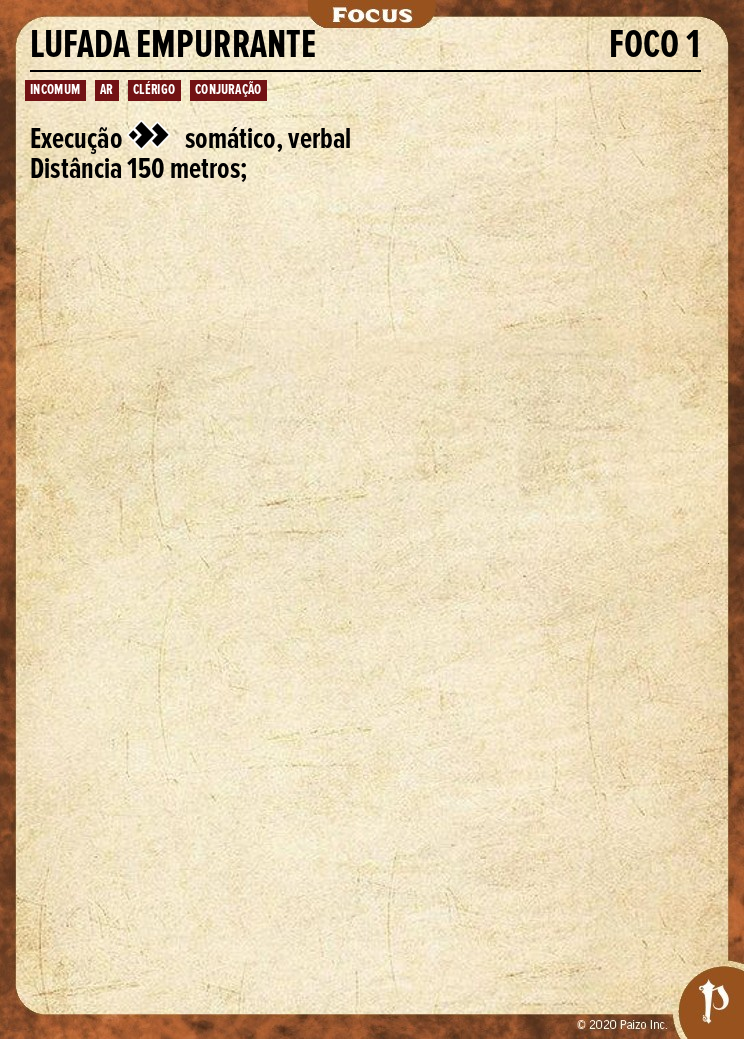 Focus
LUFADA EMPURRANTE FOCO 1
INCOMUM AR CLÉRIGO CONJURAÇÃO
Execução somático, verbal
Distância 150 metros;
© 2020 Paizo Inc.